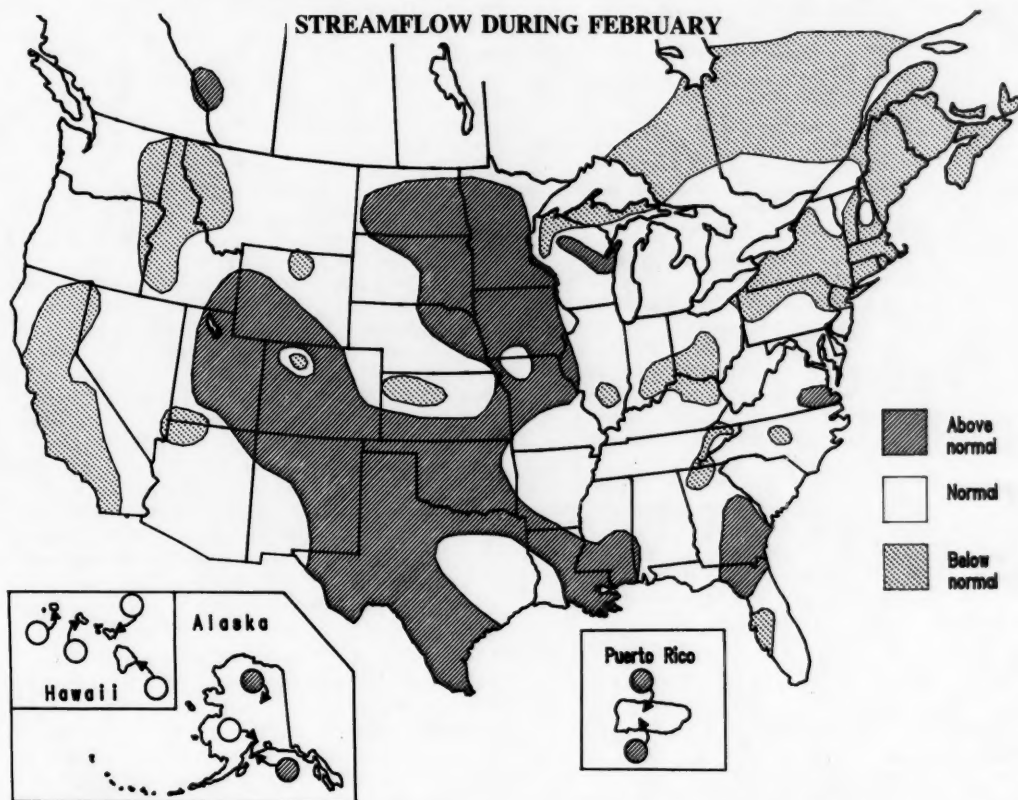 STREAMFLOW DURING FEBRUARY
Above
normal
Normal
Below
normal
Alaska
Hawaii
Puerto Rico